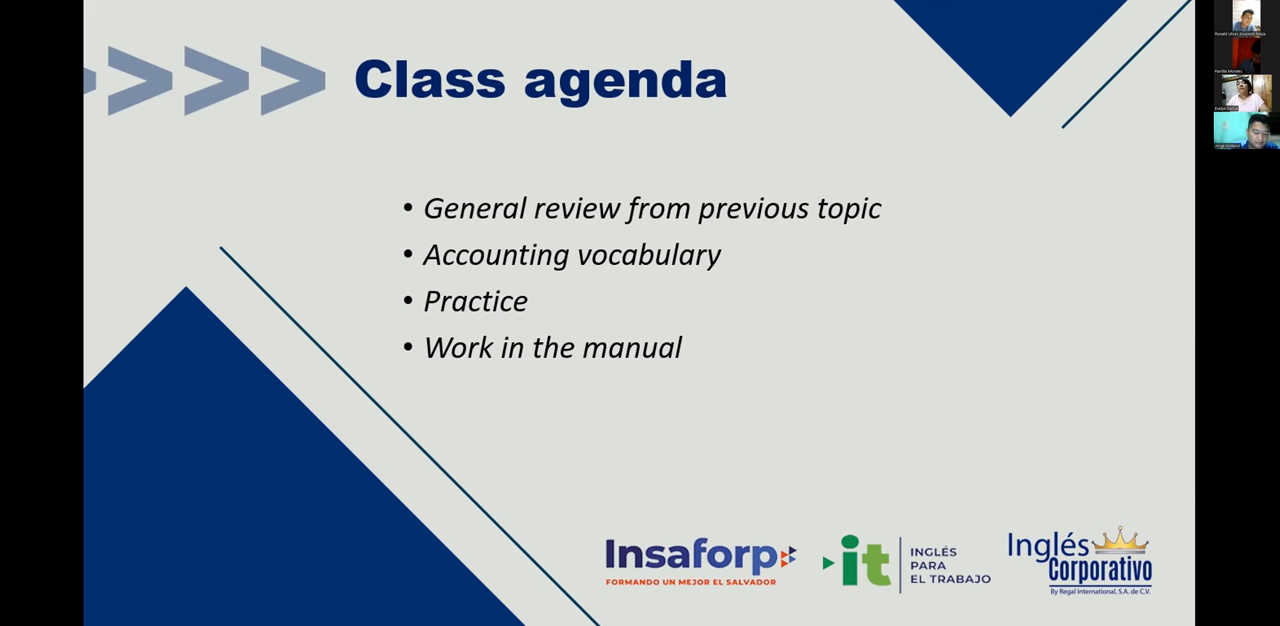 Class agenda
• General review from previous topic
• Accounting vocabulary
• Practice
• Work in the manual
Insaforp
FORMANDO UN MEJOR EL SALVADOR
it
INGLÉS
PARA
EL TRABAJO
Inglés
Corporativo
By Regal International, S.A. de C.V.